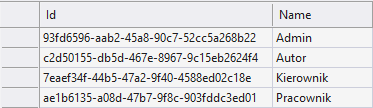 Id Name
93fd6596-aab2-45a8-90c7-52cc5a268b22 Admin
c2d50155-db5d-467e-8967-9c15eb2624f4 Autor
7eaef34f-44b5-47a2-9f40-4588ed02c18e Kierownik
ae1b6135-a08d-47b7-9f8c-903fddc3ed01 Pracownik